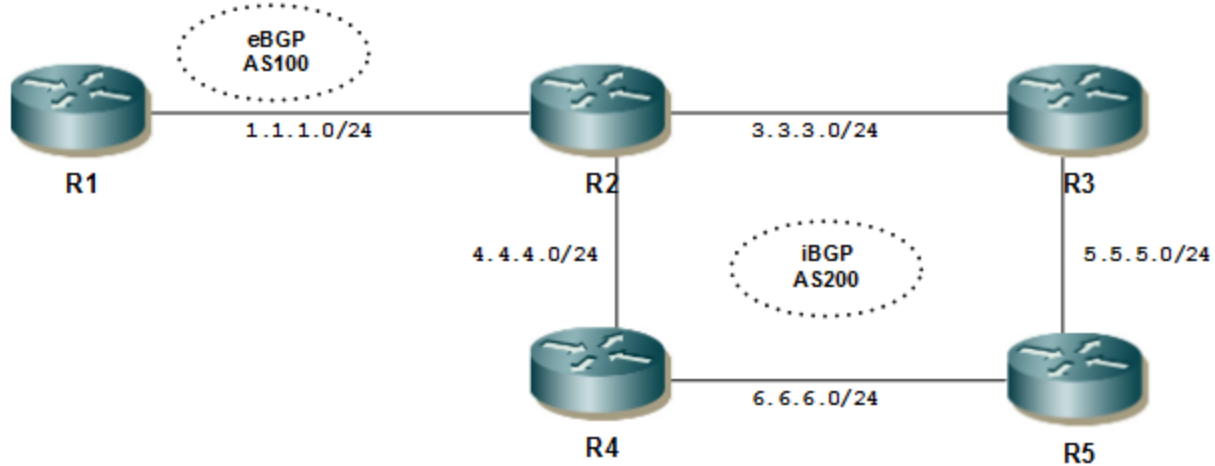 eBGP
AS100
1.1.1.0/24
3.3.3.0/24
R1
R2
R3
4.4.4.0/24
iBGP
AS200
5.5.5.0/24
6.6.6.0/24
R4
R5